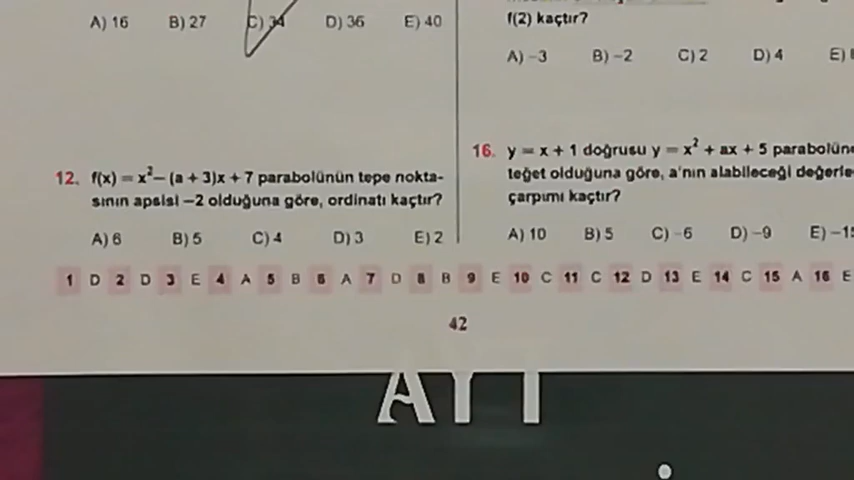 A) 16 B) 27 C) 34 D) 36 E) 40
12. f(x) = x² – (a + 3)x + 7 parabolünün tepe nokta-
sının apsisi –2 olduğuna göre, ordinatı kaçtır?
A) 6 B) 5 C) 4 D) 3 E) 2
f(2) kaçtır?
A) –3 B) –2 C) 2 D) 4 E)
16. y = x + 1 doğrusu y = x² + ax + 5 parabolün
teğet olduğuna göre, a'nın alabileceği değerle
çarpımı kaçtır?
A) 10 B) 5 C) –6 D) –9 E) –1
1 D 2 D 3 E 4 A 5 B 6 A 7 D 8 B 9 E 10 C 11 C 12 D 13 E 14 C 15 A 16 E
42
AYT